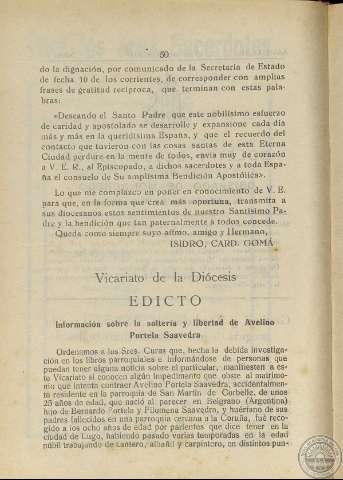 50
do la dignación, por comunicado de la Secretaría de Estado
de fecha 10 de los corrientes, de corresponder con amplias
frases de gratitud recíproca, que terminan con estas pala-
bras:
«Deseando el Santo Padre que este nobilísimo esfuerzo
de caridad y apostolado se desarrolle y expansione cada día
más y más en la queridísima España, y que el recuerdo del
contacto que tuvieron con las cosas santas de esta Eterna
Ciudad perdure en la mente de todos, envía muy de corazón
a V. E. R., al Episcopado, a dichos sacerdotes y a toda Espa-
ña el consuelo de Su amplísima Bendición Apostólica».
Lo que me complazco en poner en conocimiento de V. E.
para que, en la forma que crea más oportuna, transmita a
sus diocesanos estos sentimientos de nuestro Santísimo Pa-
dre y la bendición que tan paternalmente a todos concede.
Queda como siempre suyo afmo. amigo y Hermano,
ISIDRO, CARD. GOMÁ
Vicariato de la Diócesis
EDICTO
Información sobre la soltería y libertad de Avelino
Portela Saavedra
Ordenamos a los Sres. Curas que, hecha la debida investiga-
ción en los libros parroquiales e informándose de personas que
puedan tener alguna noticia sobre el particular, manifiesten a es-
te Vicariato si conocen algún impedimento que obste al matrimo-
nio que intenta contraer Avelino Portela Saavedra, accidentalmen-
te residente en la parroquia de San Martín de Corbelle, de unos
25 años de edad, que nació al parecer en Belgrano (Argentina)
hijo de Bernardo Portela y Filomena Saavedra, y huérfano de sus
padres fallecidos en una parroquia cercana a la Coruña, fué reco-
gido a los ocho años de edad por parientes que dice tener en la
ciudad de Lugo, habiendo pasado varias temporadas en la edad
púbil trabajando de cantero, albañil y carpintero, en distintos pun-